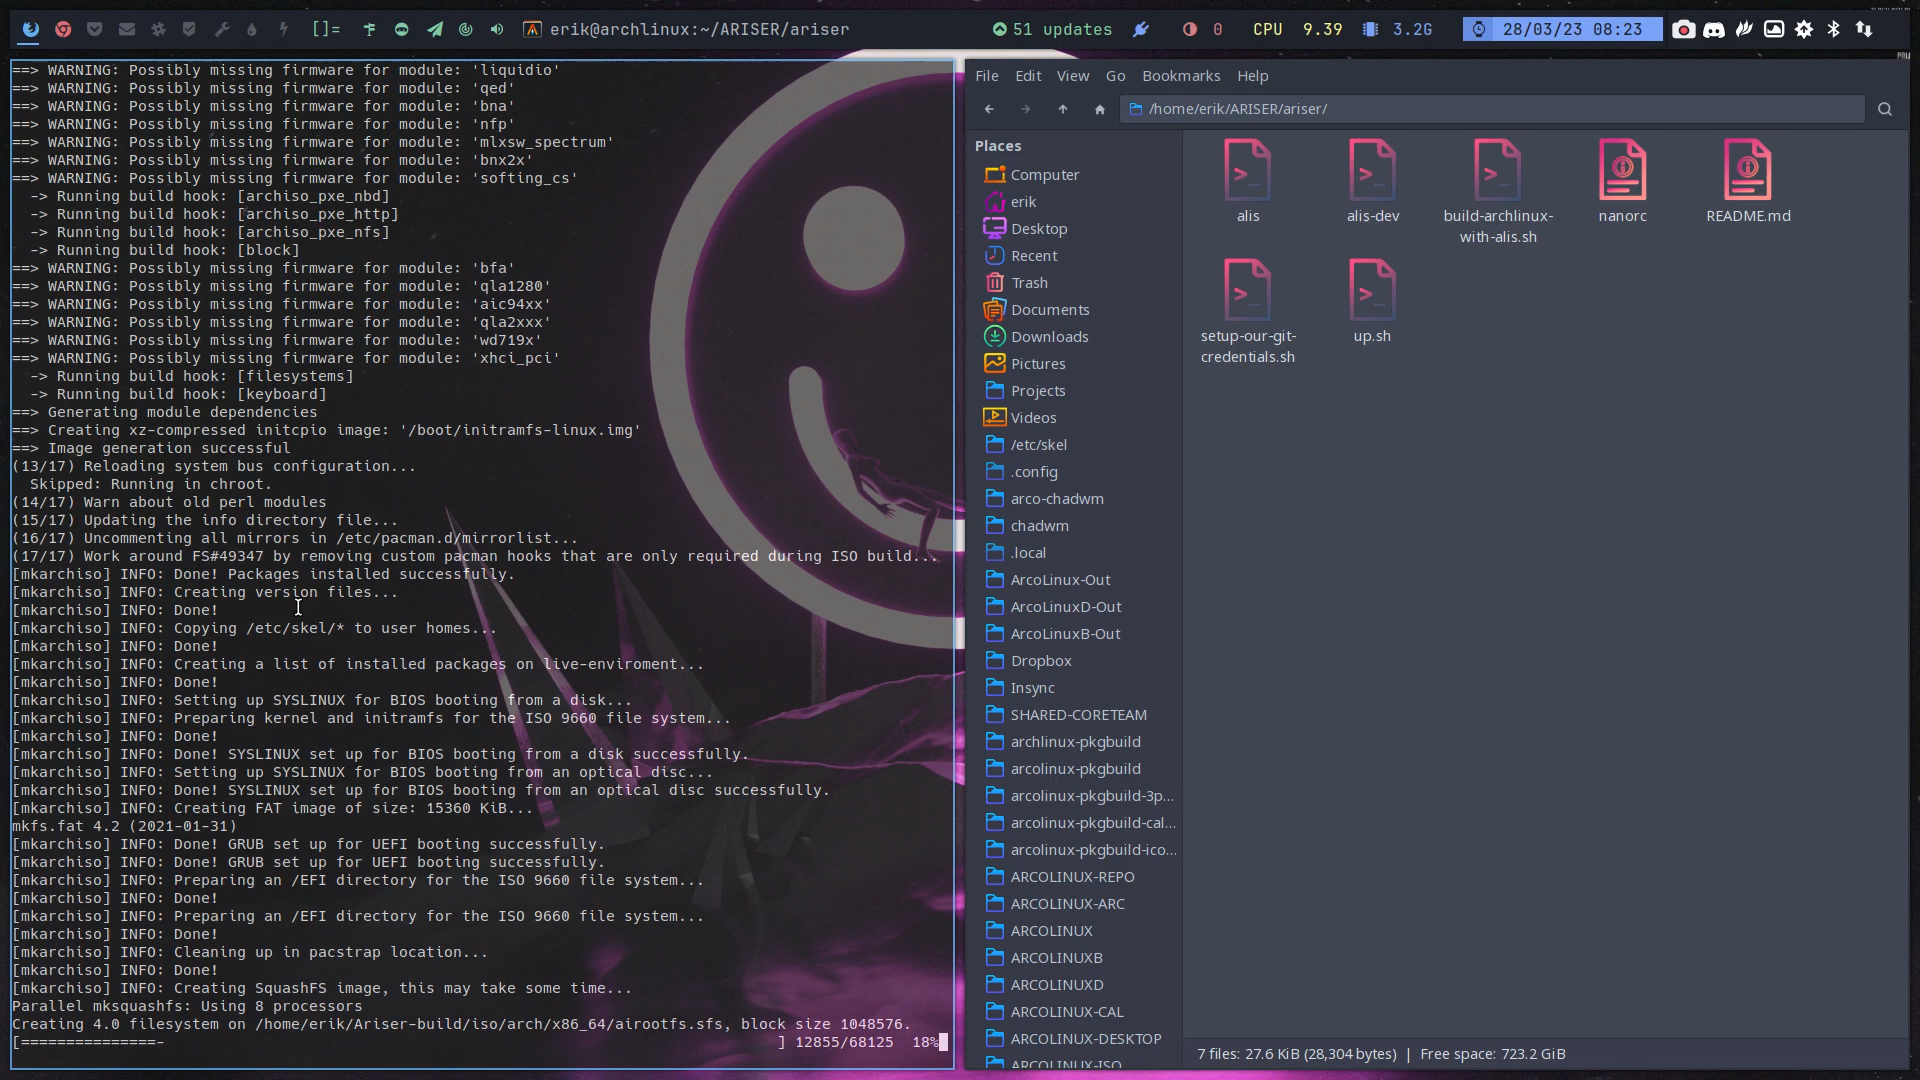 []=
erik@archlinux:~/ARISER/ariser
51 updates
0
CPU 9.39
3.2G
28/03/23 08:23
==> WARNING: Possibly missing firmware for module: 'liquidio'
==> WARNING: Possibly missing firmware for module: 'qed'
==> WARNING: Possibly missing firmware for module: 'bna'
==> WARNING: Possibly missing firmware for module: 'nfp'
==> WARNING: Possibly missing firmware for module: 'mlxsw_spectrum'
==> WARNING: Possibly missing firmware for module: 'bnx2x'
==> WARNING: Possibly missing firmware for module: 'softing_cs'
  -> Running build hook: [archiso_pxe_nbd]
  -> Running build hook: [archiso_pxe_http]
  -> Running build hook: [archiso_pxe_nfs]
  -> Running build hook: [block]
==> WARNING: Possibly missing firmware for module: 'bfa'
==> WARNING: Possibly missing firmware for module: 'qla1280'
==> WARNING: Possibly missing firmware for module: 'aic94xx'
==> WARNING: Possibly missing firmware for module: 'qla2xxx'
==> WARNING: Possibly missing firmware for module: 'wd719x'
==> WARNING: Possibly missing firmware for module: 'xhci_pci'
  -> Running build hook: [filesystems]
  -> Running build hook: [keyboard]
==> Generating module dependencies
==> Creating xz-compressed initcpio image: '/boot/initramfs-linux.img'
==> Image generation successful
(13/17) Reloading system bus configuration...
  Skipped: Running in chroot.
(14/17) Warn about old perl modules
(15/17) Updating the info directory file...
(16/17) Uncommenting all mirrors in /etc/pacman.d/mirrorlist...
(17/17) Work around FS#49347 by removing custom pacman hooks that are only required during ISO build...
[mkarchiso] INFO: Done! Packages installed successfully.
[mkarchiso] INFO: Creating version files...
[mkarchiso] INFO: Done!
[mkarchiso] INFO: Copying /etc/skel/* to user homes...
[mkarchiso] INFO: Done!
[mkarchiso] INFO: Creating a list of installed packages on live-enviroment...
[mkarchiso] INFO: Done!
[mkarchiso] INFO: Setting up SYSLINUX for BIOS booting from a disk...
[mkarchiso] INFO: Preparing kernel and initramfs for the ISO 9660 file system...
[mkarchiso] INFO: Done!
[mkarchiso] INFO: Done! SYSLINUX set up for BIOS booting from a disk successfully.
[mkarchiso] INFO: Setting up SYSLINUX for BIOS booting from an optical disc...
[mkarchiso] INFO: Done! SYSLINUX set up for BIOS booting from an optical disc successfully.
[mkarchiso] INFO: Creating FAT image of size: 15360 KiB...
mkfs.fat 4.2 (2021-01-31)
[mkarchiso] INFO: Done! GRUB set up for UEFI booting successfully.
[mkarchiso] INFO: Done! GRUB set up for UEFI booting successfully.
[mkarchiso] INFO: Preparing an /EFI directory for the ISO 9660 file system...
[mkarchiso] INFO: Done!
[mkarchiso] INFO: Preparing an /EFI directory for the ISO 9660 file system...
[mkarchiso] INFO: Done!
[mkarchiso] INFO: Cleaning up in pacstrap location...
[mkarchiso] INFO: Done!
[mkarchiso] INFO: Creating SquashFS image, this may take some time...
Parallel mksquashfs: Using 8 processors
Creating 4.0 filesystem on /home/erik/Ariser-build/iso/arch/x86_64/airootfs.sfs, block size 1048576.
[===============-                                                                    ] 12855/68125  18%
File Edit View Go Bookmarks Help
/home/erik/ARISER/ariser/
Places
Computer
erik
Desktop
Recent
Trash
Documents
Downloads
Pictures
Projects
Videos
/etc/skel
.config
arco-chadwm
chadwm
.local
ArcoLinux-Out
ArcoLinuxD-Out
ArcoLinuxB-Out
Dropbox
Insync
SHARED-CORETEAM
archlinux-pkgbuild
arcolinux-pkgbuild
arcolinux-pkgbuild-3p...
arcolinux-pkgbuild-cal...
arcolinux-pkgbuild-ico...
ARCOLINUX-REPO
ARCOLINUX-ARC
ARCOLINUX
ARCOLINUXB
ARCOLINUXD
ARCOLINUX-CAL
ARCOLINUX-DESKTOP
ARCOLINUX-ISO
alis
alis-dev
build-archlinux-
with-alis.sh
nanorc
README.md
setup-our-git-
credentials.sh
up.sh
7 files: 27.6 KiB (28,304 bytes) | Free space: 723.2 GiB